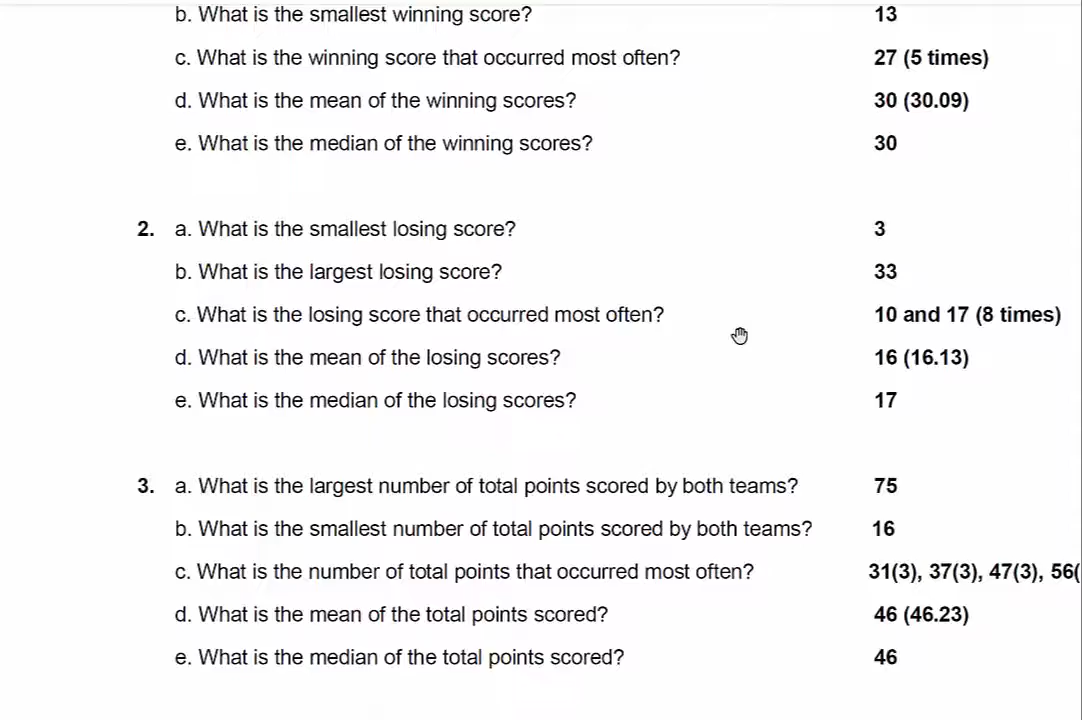 b. What is the smallest winning score? 13
c. What is the winning score that occurred most often? 27 (5 times)
d. What is the mean of the winning scores? 30 (30.09)
e. What is the median of the winning scores? 30
2. a. What is the smallest losing score? 3
b. What is the largest losing score? 33
c. What is the losing score that occurred most often? 10 and 17 (8 times)
d. What is the mean of the losing scores? 16 (16.13)
e. What is the median of the losing scores? 17
3. a. What is the largest number of total points scored by both teams? 75
b. What is the smallest number of total points scored by both teams? 16
c. What is the number of total points that occurred most often? 31(3), 37(3), 47(3), 56(
d. What is the mean of the total points scored? 46 (46.23)
e. What is the median of the total points scored? 46